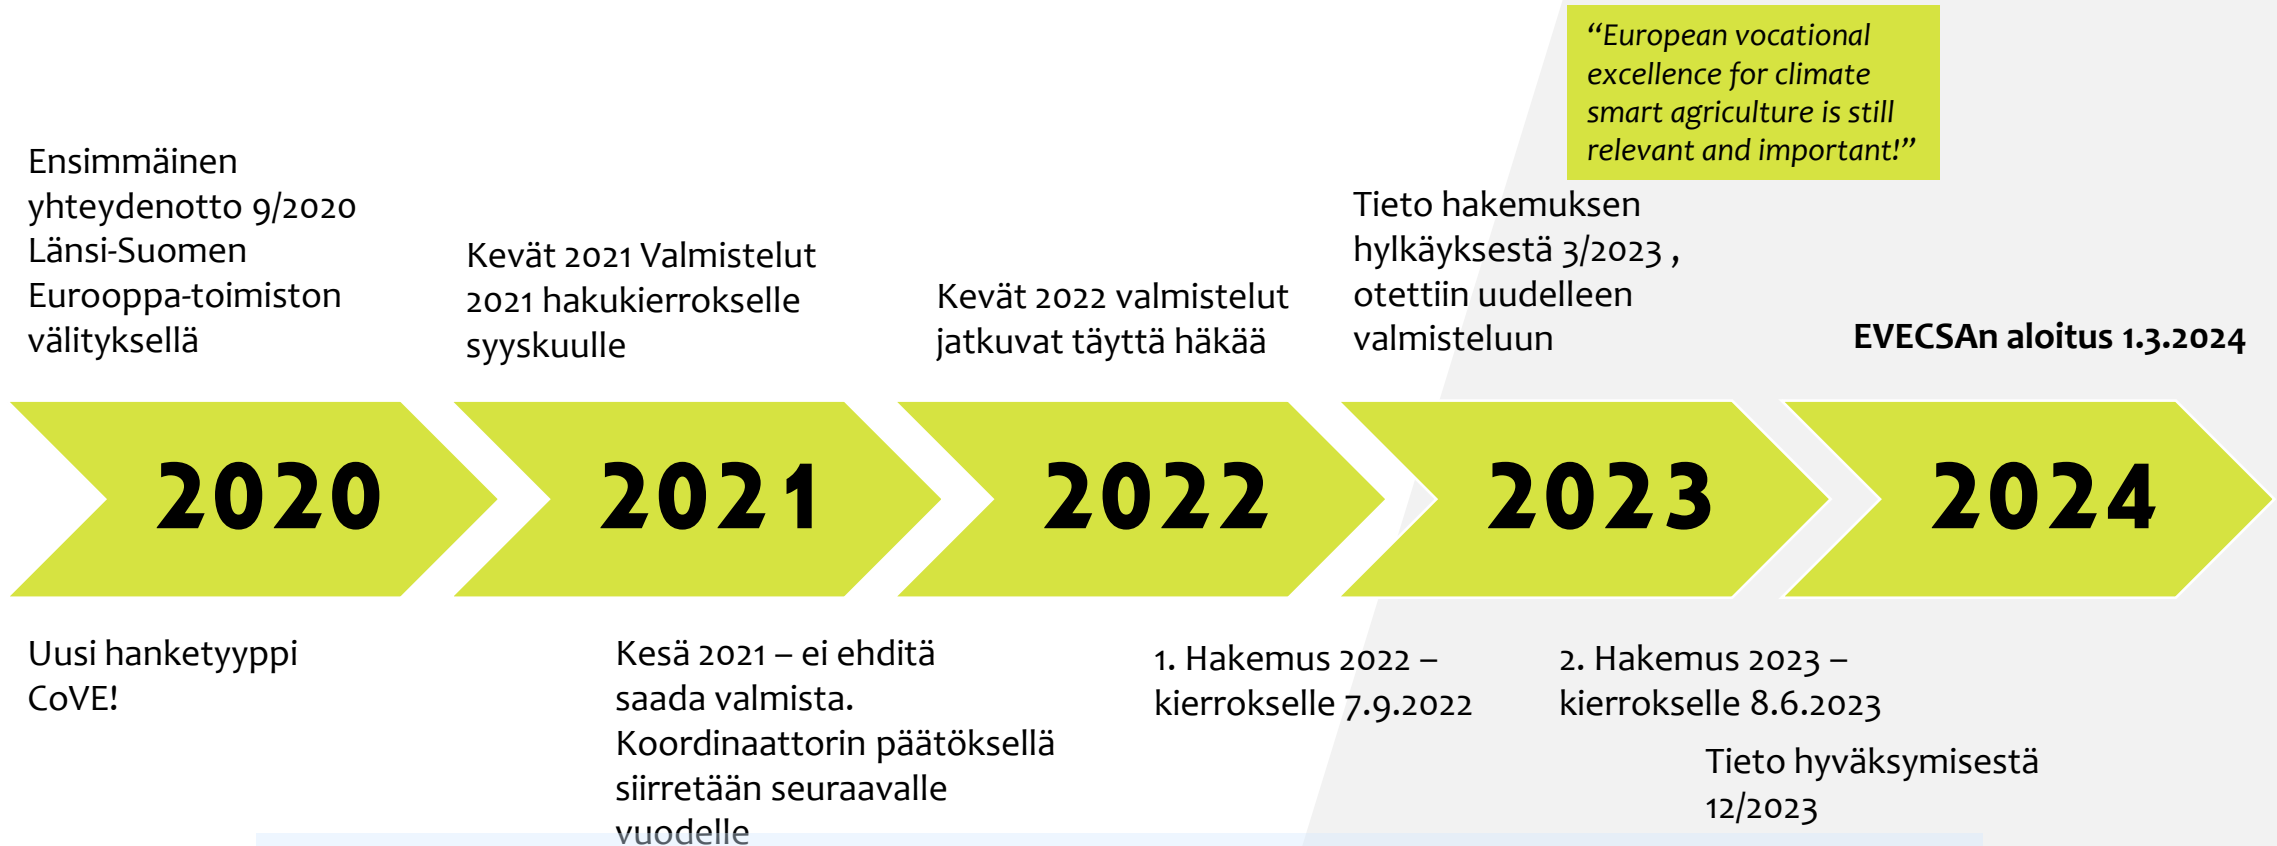 “European vocational
excellence for climate
smart agriculture is still
relevant and important!”
Ensimmäinen
yhteydenotto 9/2020
Länsi-Suomen
Eurooppa-toimiston
välityksellä
Kevät 2021 Valmistelut
2021 hakukierrokselle
syyskuulle
Kevät 2022 valmistelut
jatkuvat täyttä häkää
Tieto hakemuksen
hylkäyksestä 3/2023 ,
otettiin uudelleen
valmisteluun
EVECSAn aloitus 1.3.2024
2020
2021
2022
2023
2024
Uusi hanketyyppi
CoVE!
Kesä 2021 – ei ehditä
saada valmista.
Koordinaattorin päätöksellä
siirretään seuraavalle
vuodelle
1. Hakemus 2022 –
kierrokselle 7.9.2022
2. Hakemus 2023 –
kierrokselle 8.6.2023
Tieto hyväksymisestä
12/2023